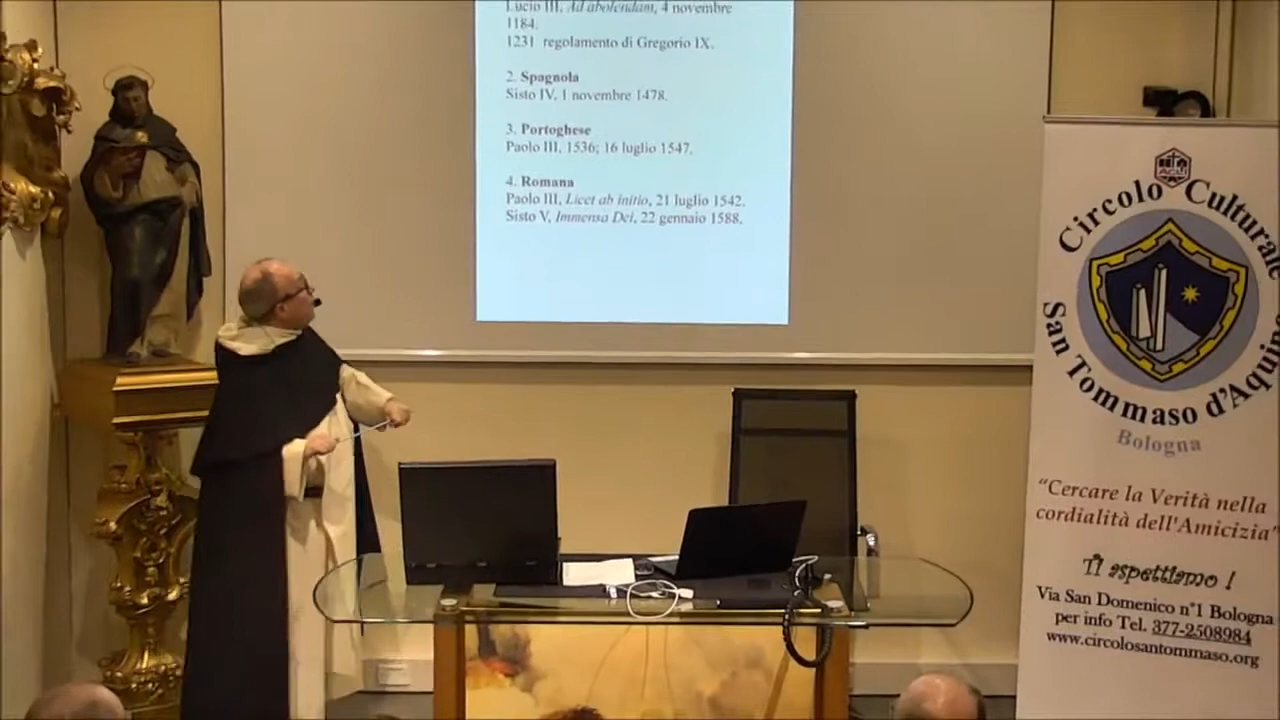 Lucio III, Ad abolendam, 4 novembre
1184.
1231 regolamento di Gregorio IX.
2. Spagnola
Sisto IV, 1 novembre 1478.
3. Portoghese
Paolo III, 1536; 16 luglio 1547.
4. Romana
Paolo III, Licet ab initio, 21 luglio 1542.
Sisto V, Immensa Dei, 22 gennaio 1588.
Circolo Culturale
San Tommaso d'Aquin
Bologna
"Cercare la Verità nella
cordialità dell'Amicizia"
Ti aspettiamo !
Via San Domenico n°1 Bologna
per info Tel. 377-2508984
www.circolosantommaso.org